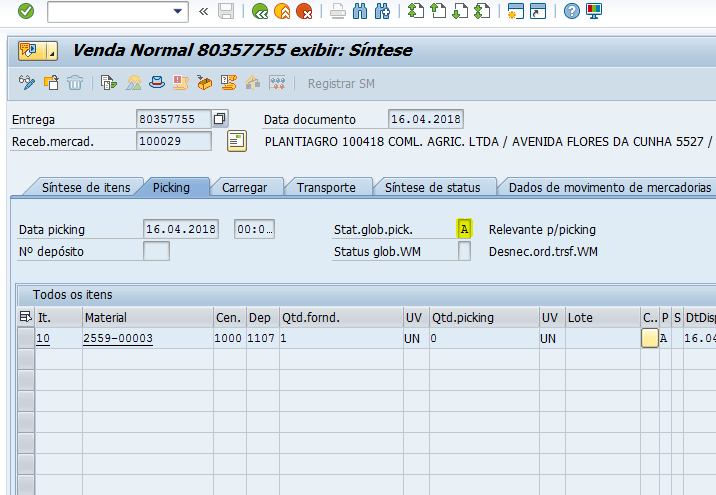 Venda Normal 80357755 exibir: Síntese
Registrar SM
Entrega 80357755 Data documento 16.04.2018
Receb.mercad. 100029 PLANTIAGRO 100418 COML. AGRIC. LTDA / AVENIDA FLORES DA CUNHA 5527 /
Síntese de itens Picking Carregar Transporte Síntese de status Dados de movimento de mercadorias
Data picking 16.04.2018 00:0… Stat.glob.pick. A Relevante p/picking
Nº depósito Status glob.WM Desnec.ord.trsf.WM
Todos os itens
It. Material Cen. Dep Qtd.fornd. UV Qtd.picking UV Lote C.. P S DtDisp
10 2559-00003 1000 1107 1 UN 0 UN A 16.04